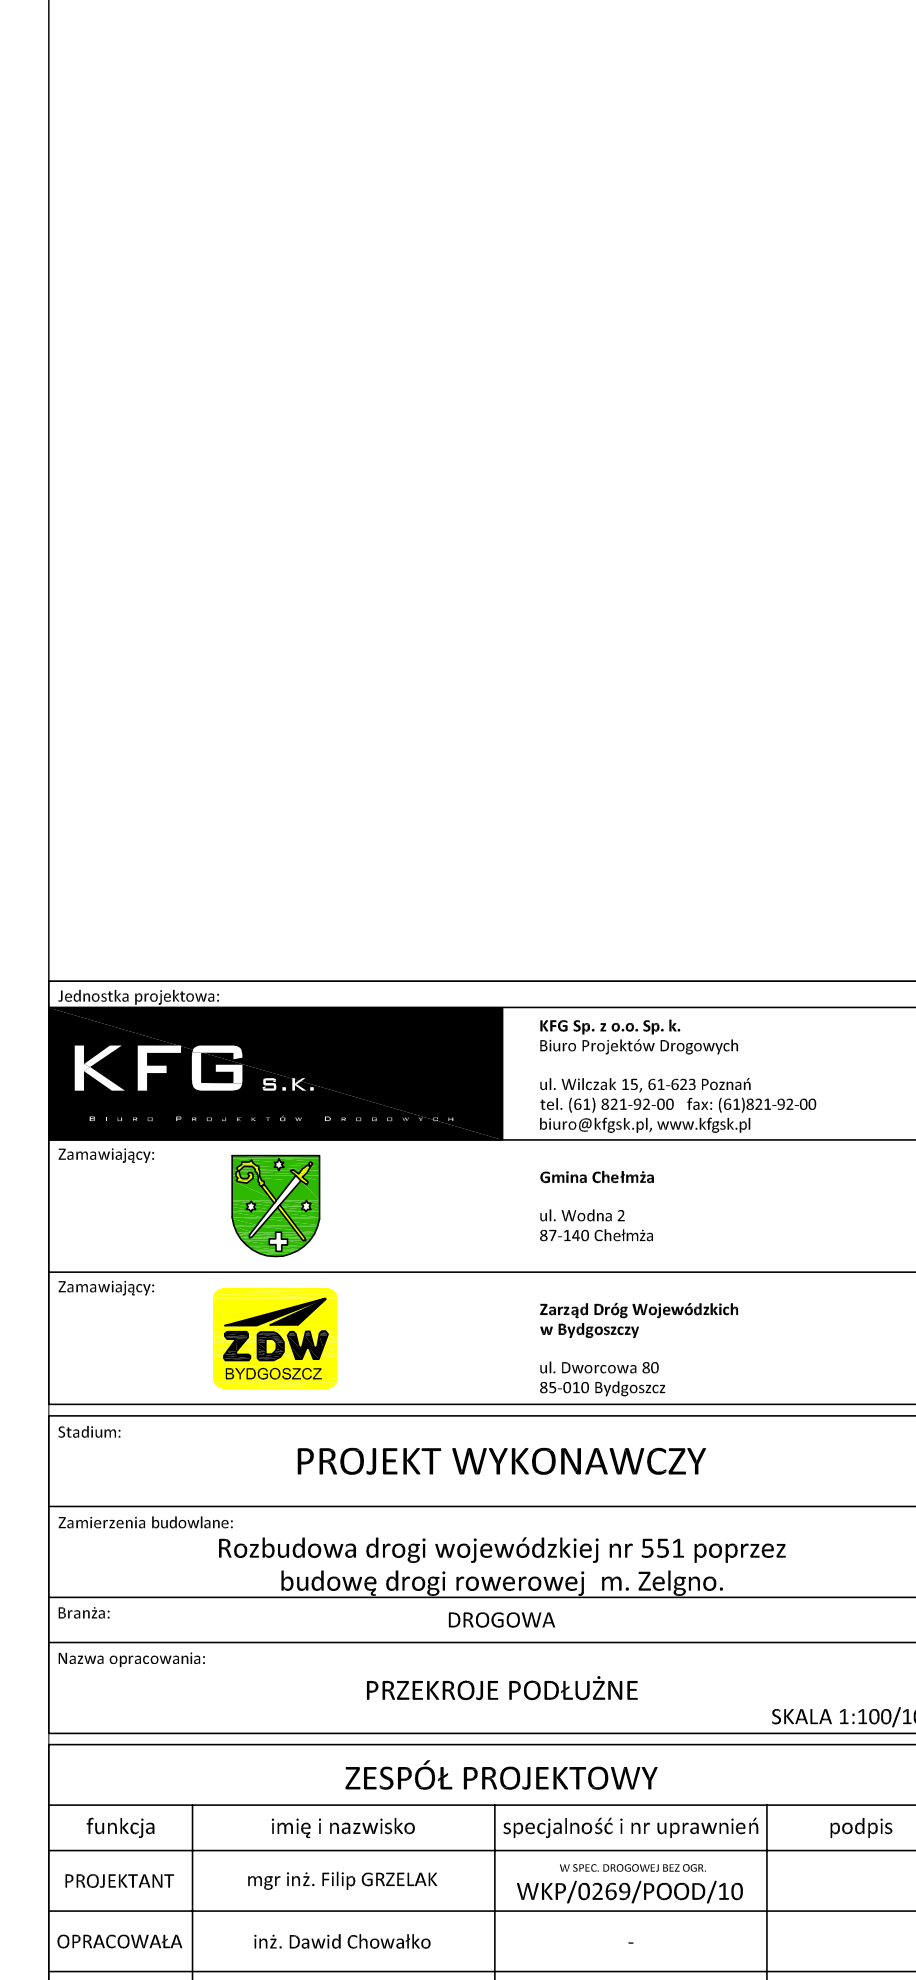 Jednostka projektowa:
KFG S.K.
BIURO PROJEKTÓW DROGOWYCH
KFG Sp. z o.o. Sp. k.
Biuro Projektów Drogowych
ul. Wilczak 15, 61-623 Poznań
tel. (61) 821-92-00 fax: (61)821-92-00
biuro@kfgsk.pl, www.kfgsk.pl
Zamawiający:
Gmina Chełmża
ul. Wodna 2
87-140 Chełmża
Zamawiający:
ZDW
BYDGOSZCZ
Zarząd Dróg Wojewódzkich
w Bydgoszczy
ul. Dworcowa 80
85-010 Bydgoszcz
Stadium:
PROJEKT WYKONAWCZY
Zamierzenia budowlane:
Rozbudowa drogi wojewódzkiej nr 551 poprzez
budowę drogi rowerowej m. Zelgno.
Branża:
DROGOWA
Nazwa opracowania:
PRZEKROJE PODŁUŻNE
SKALA 1:100/10
ZESPÓŁ PROJEKTOWY
funkcja imię i nazwisko specjalność i nr uprawnień podpis
PROJEKTANT mgr inż. Filip GRZELAK W SPEC. DROGOWEJ BEZ OGR.
WKP/0269/POOD/10
OPRACOWAŁA inż. Dawid Chowałko -